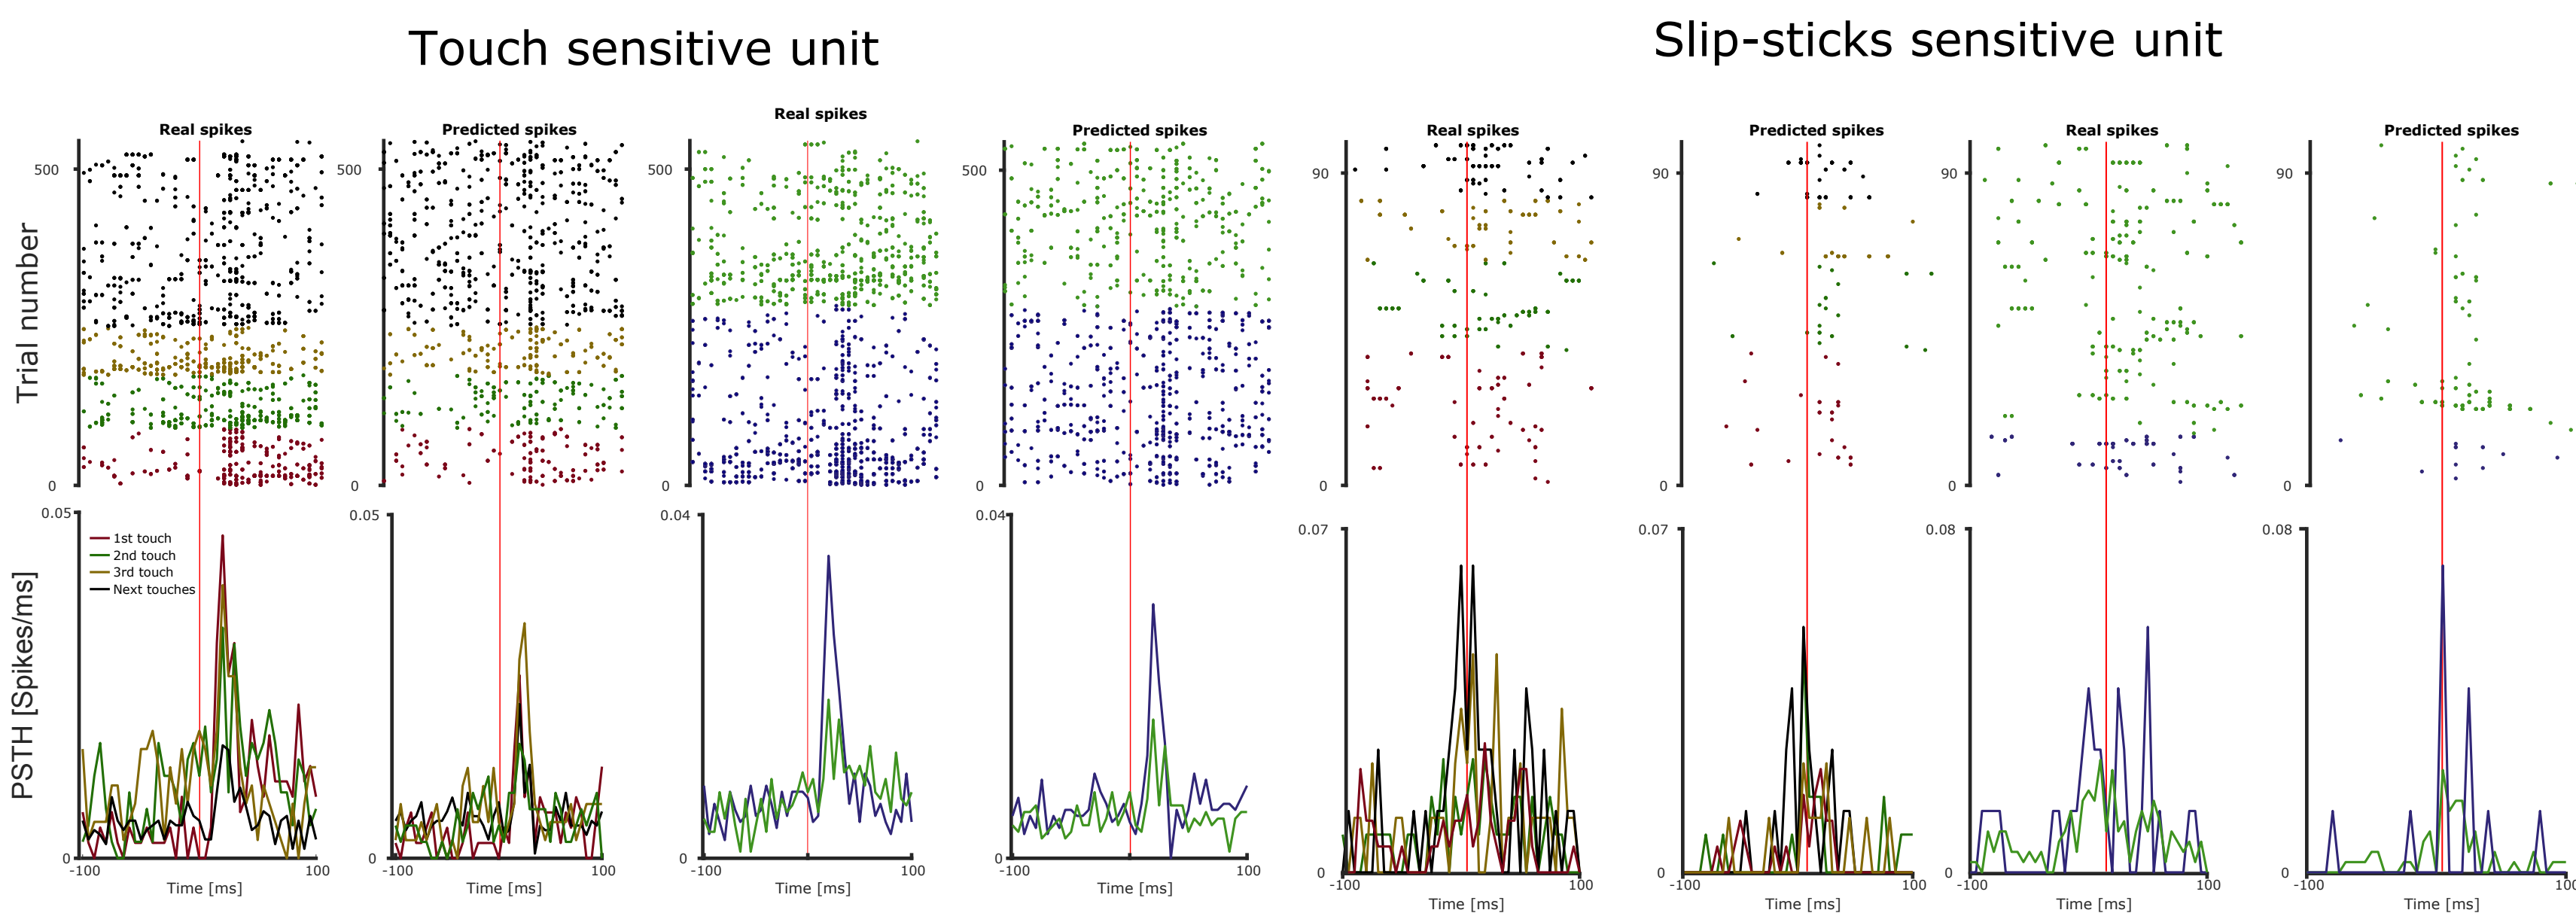 Touch sensitive unit
Slip-sticks sensitive unit
Real spikes
Predicted spikes
Real spikes
Predicted spikes
Real spikes
Predicted spikes
Real spikes
Predicted spikes
Trial number
500
0
500
0
500
0
500
0
90
0
90
0
90
0
90
0
PSTH [Spikes/ms]
0.05
0
1st touch
2nd touch
3rd touch
Next touches
-100
100
Time [ms]
0.05
0
-100
100
Time [ms]
0.04
0
-100
100
Time [ms]
0.04
0
-100
100
Time [ms]
0.07
0
-100
100
Time [ms]
0.07
0
-100
100
Time [ms]
0.08
0
-100
100
Time [ms]
0.08
0
-100
100
Time [ms]